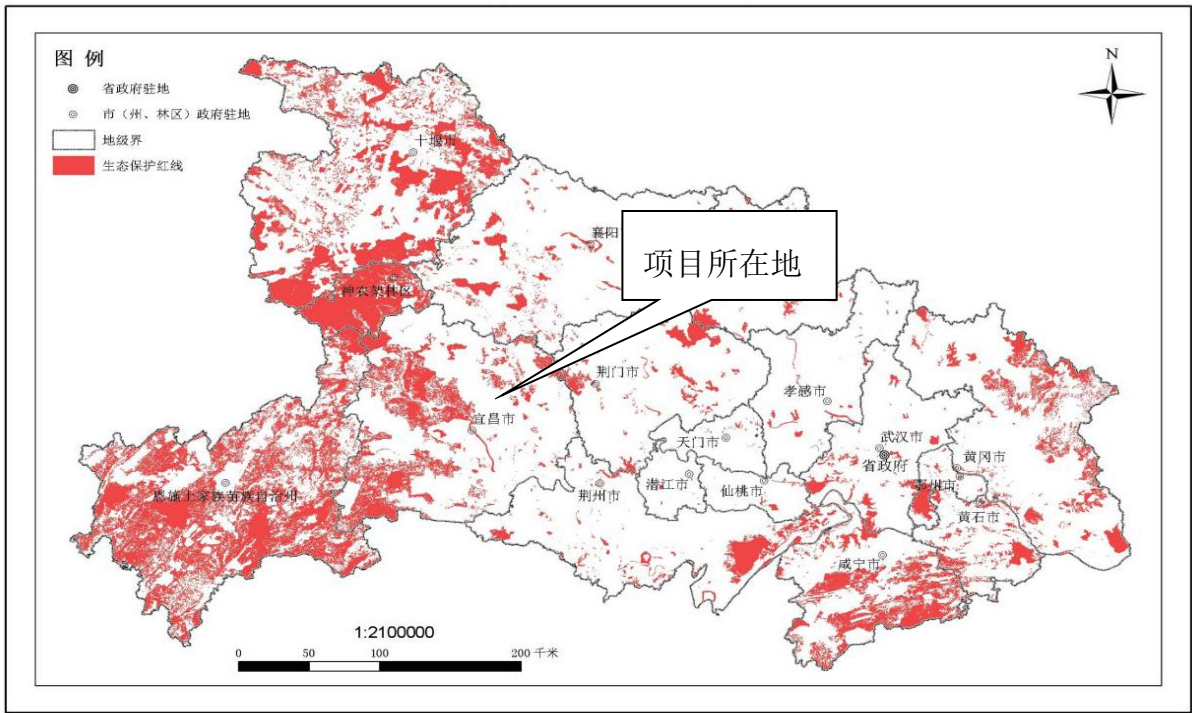 图 例
省政府驻地
市（州、林区）政府驻地
地级界
生态保护红线
N
十堰市
襄阳
项目所在地
神农架林区
荆门市
孝感市
宜昌市
天门市
武汉市
省政府
黄冈市
恩施土家族苗族自治州
荆州市
潜江市
仙桃市
鄂州市
黄石市
咸宁市
1:2100000
0 50 100 200 千米